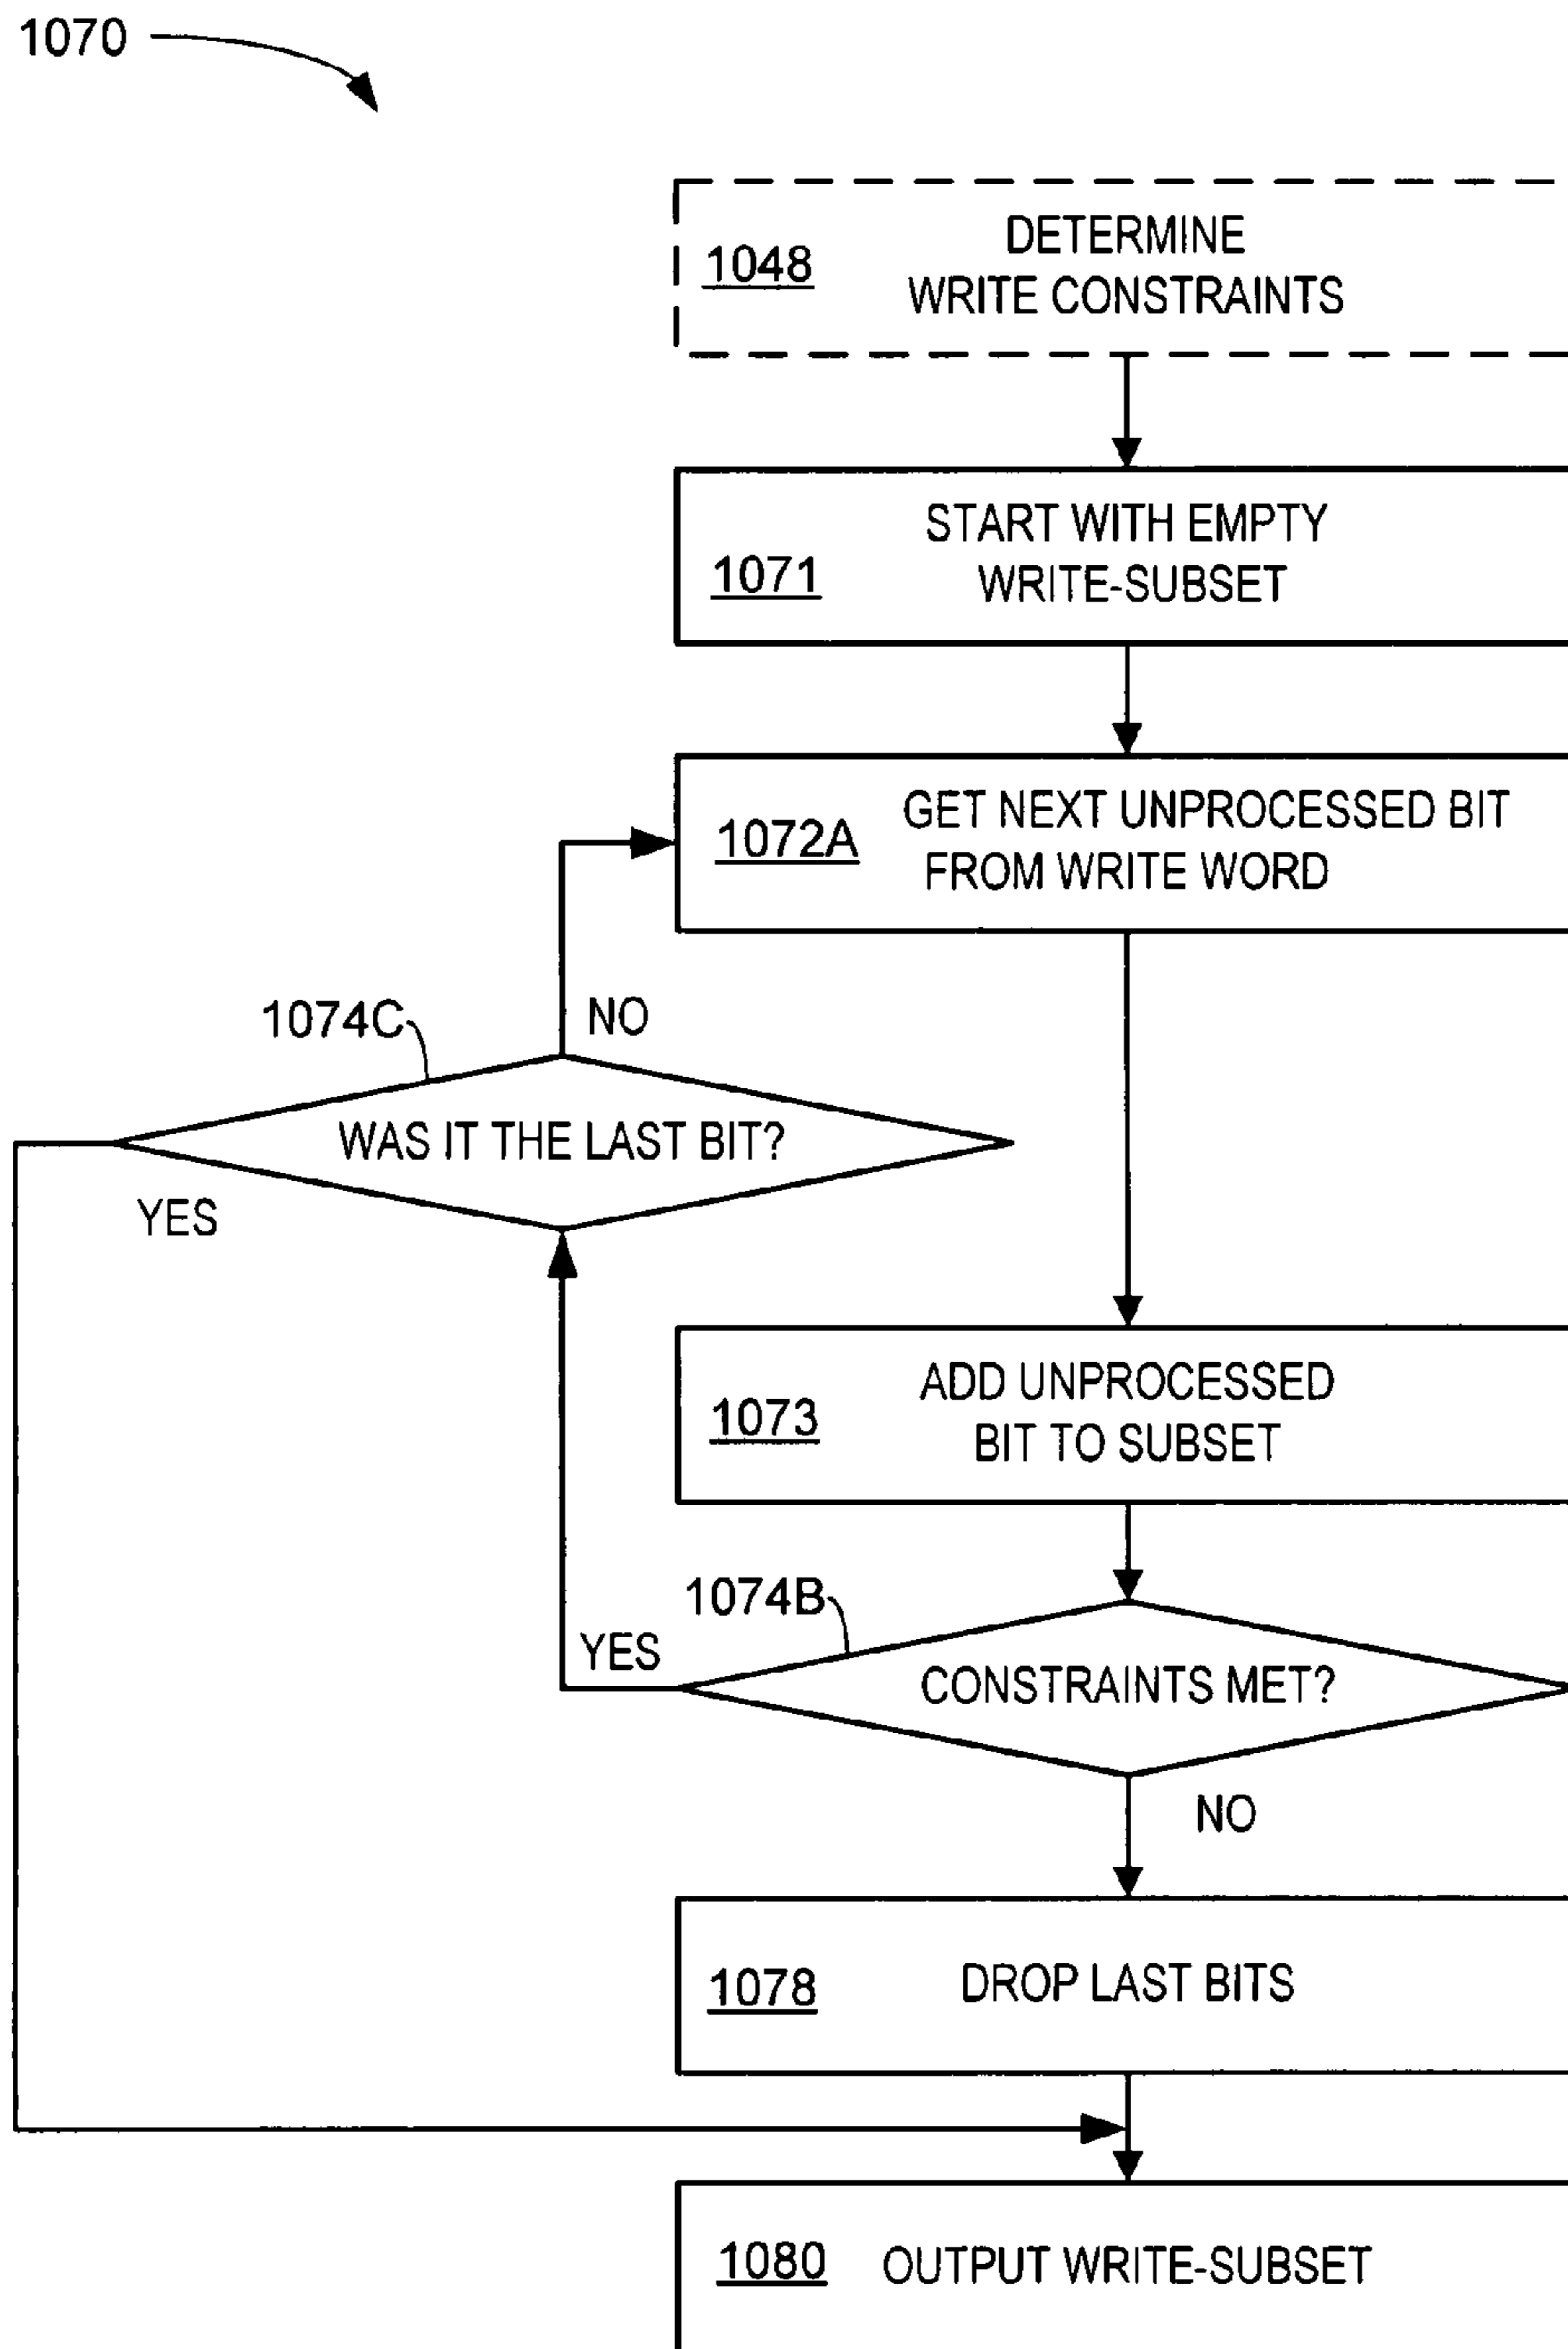 1070
DETERMINE
1048
WRITE CONSTRAINTS
START WITH EMPTY
1071
WRITE-SUBSET
GET NEXT UNPROCESSED BIT
1072A
FROM WRITE WORD
1074C
NO
WAS IT THE LAST BIT?
YES
ADD UNPROCESSED
1073
BIT TO SUBSET
1074B
YES
CONSTRAINTS MET?
NO
1078
DROP LAST BITS
1080
OUTPUT WRITE-SUBSET